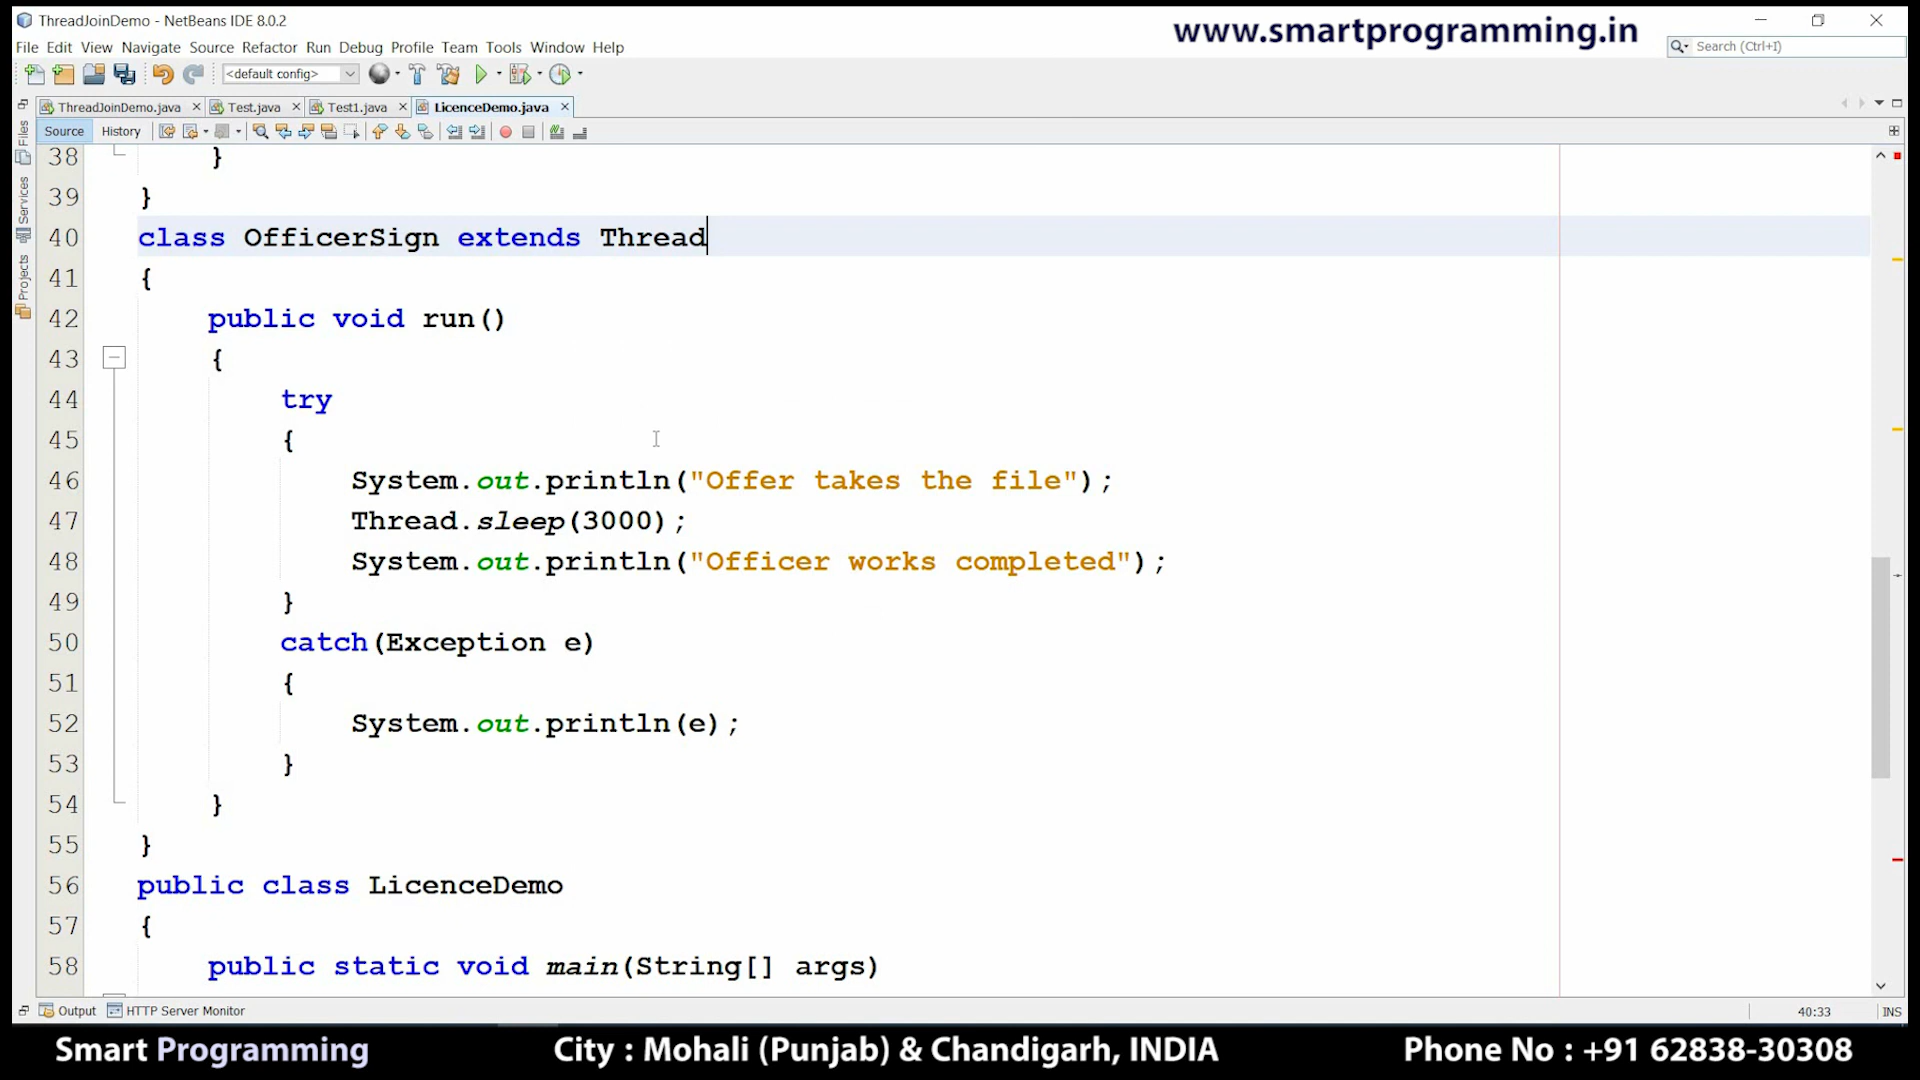 ThreadJoinDemo - NetBeans IDE 8.0.2
www.smartprogramming.in
File Edit View Navigate Source Refactor Run Debug Profile Team Tools Window Help
Search (Ctrl+I)
<default config>
ThreadJoinDemo.java Test.java Test1.java LicenceDemo.java
Source History
Files
Services
Projects
38 }
39 }
40 class OfficerSign extends Thread
41 {
42 public void run()
43 {
44 try
45 {
46 System.out.println("Offer takes the file");
47 Thread.sleep(3000);
48 System.out.println("Officer works completed");
49 }
50 catch(Exception e)
51 {
52 System.out.println(e);
53 }
54 }
55 }
56 public class LicenceDemo
57 {
58 public static void main(String[] args)
Output HTTP Server Monitor
40:33 INS
Smart Programming City : Mohali (Punjab) & Chandigarh, INDIA Phone No : +91 62838-30308